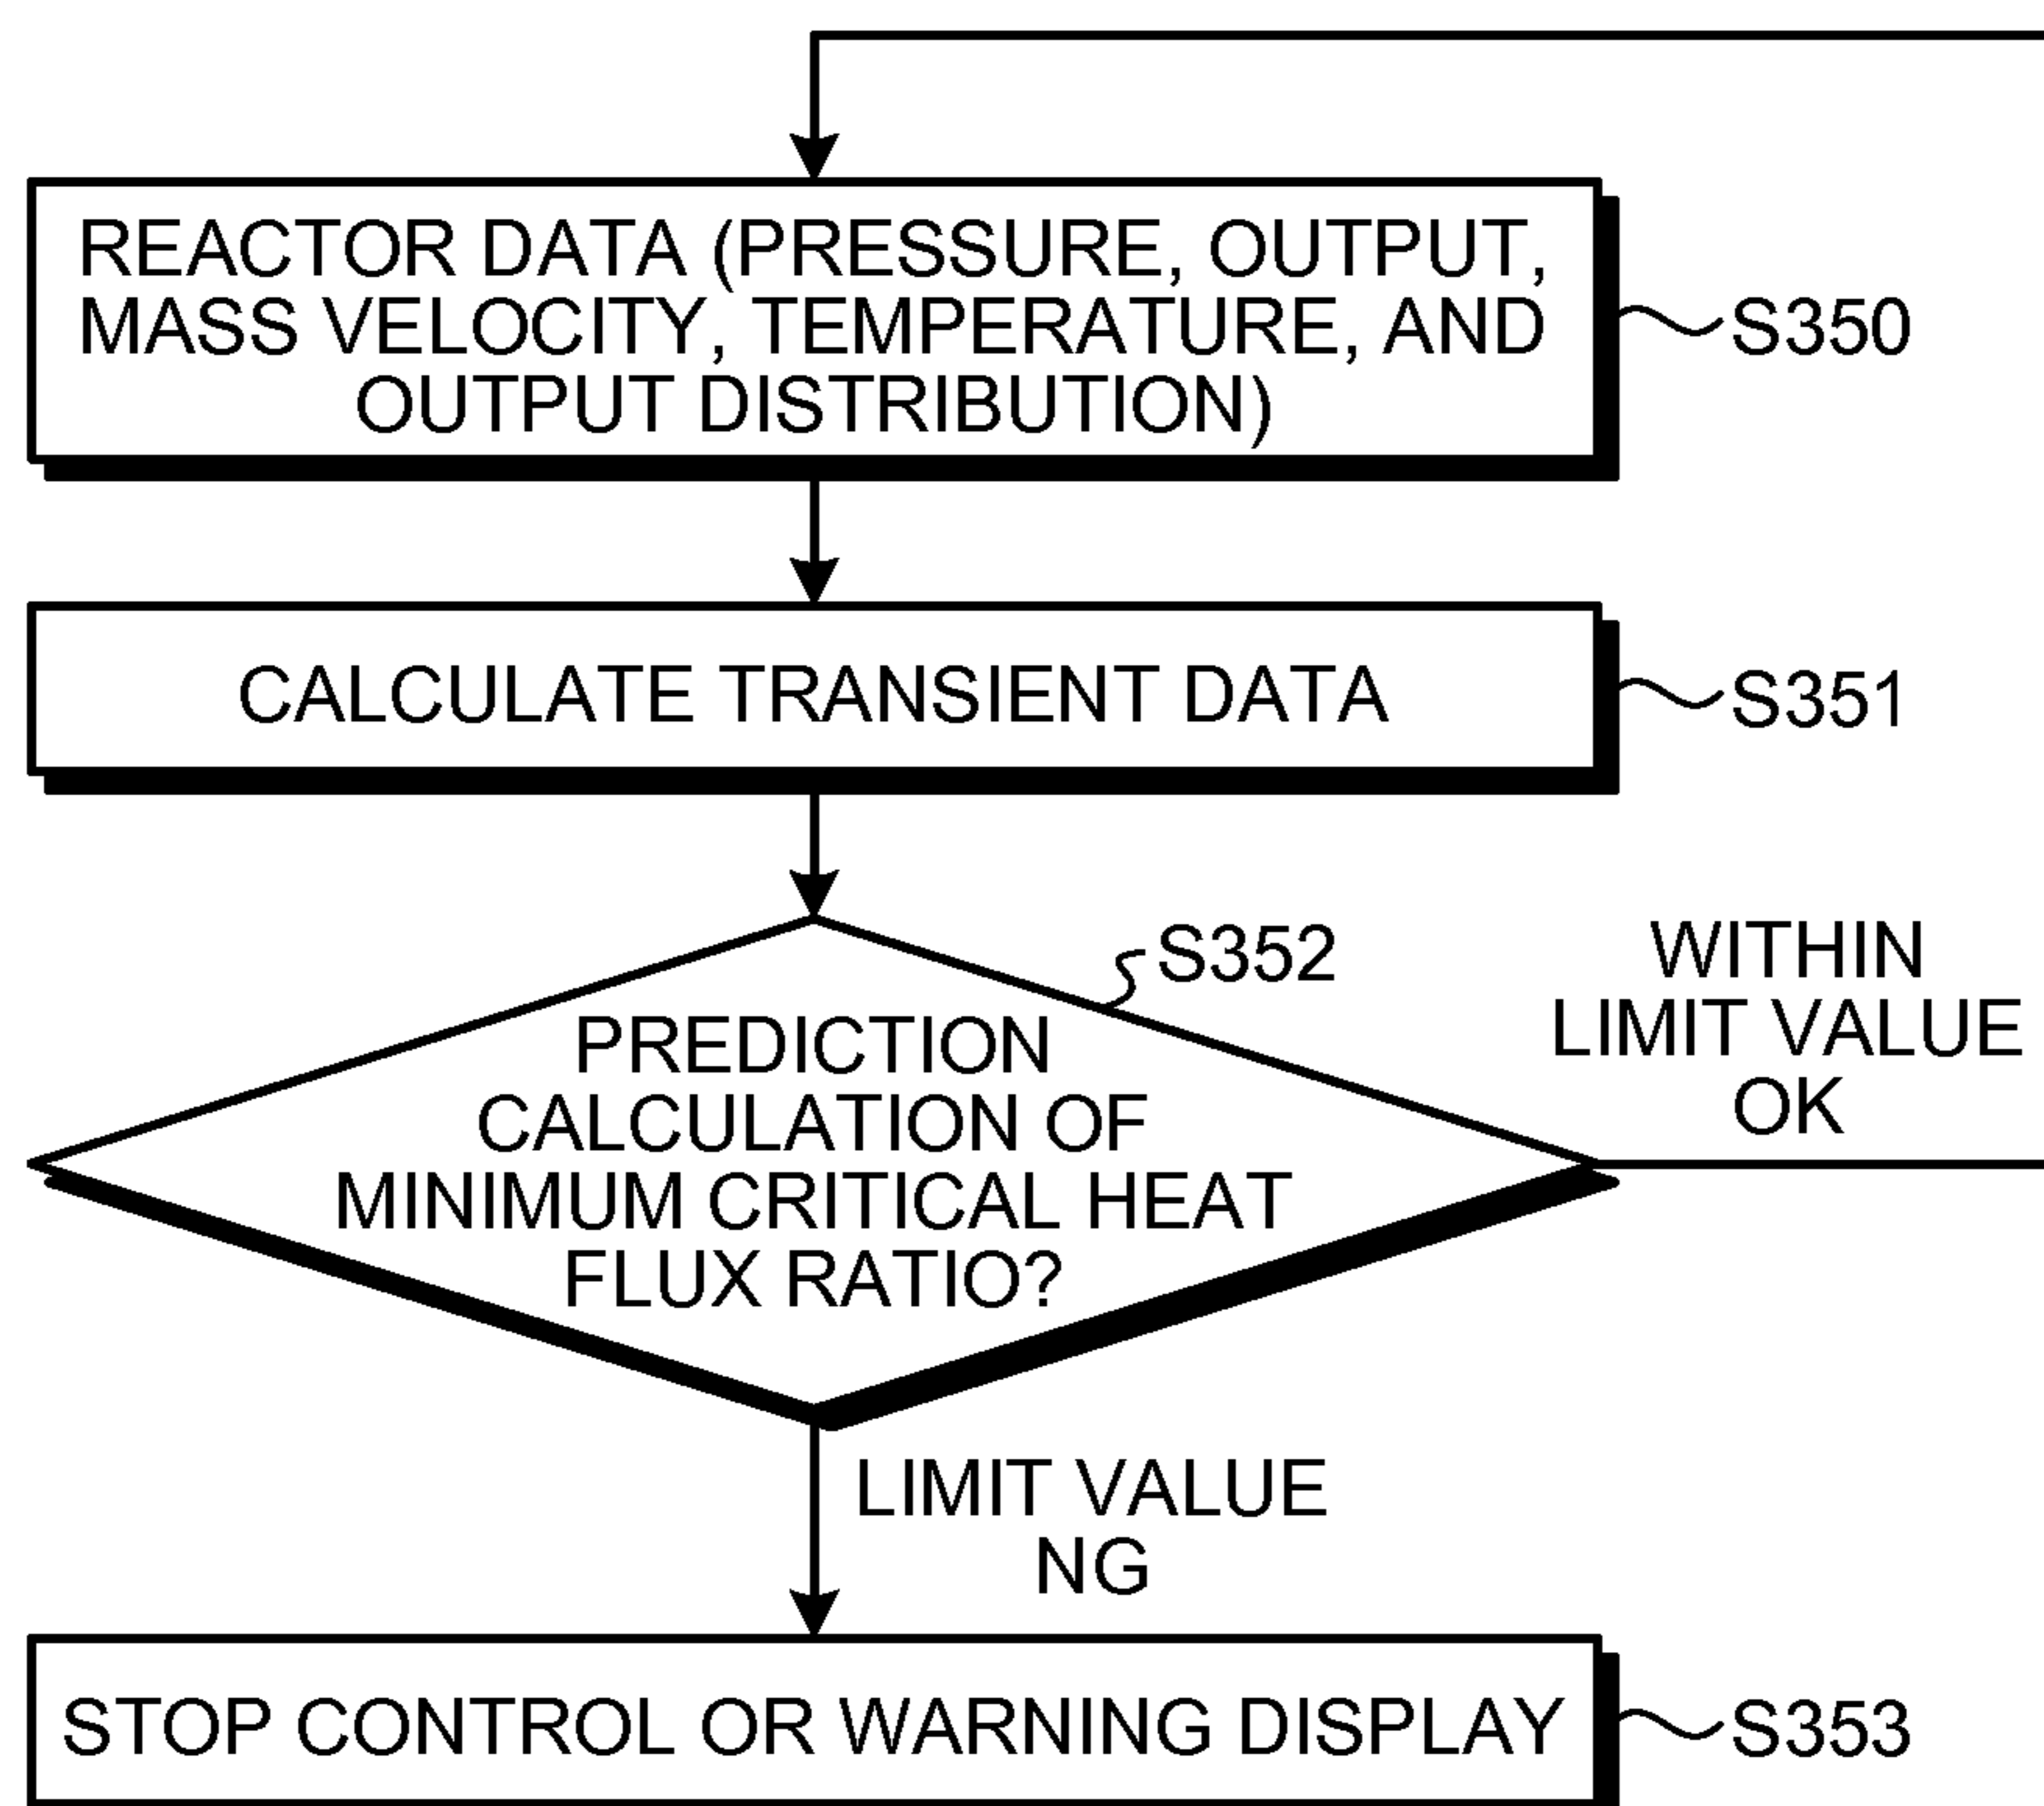 REACTOR DATA (PRESSURE, OUTPUT,
MASS VELOCITY, TEMPERATURE, AND
OUTPUT DISTRIBUTION)
S350
CALCULATE TRANSIENT DATA
S351
S352
PREDICTION
CALCULATION OF
MINIMUM CRITICAL HEAT
FLUX RATIO?
WITHIN
LIMIT VALUE
OK
LIMIT VALUE
NG
STOP CONTROL OR WARNING DISPLAY
S353